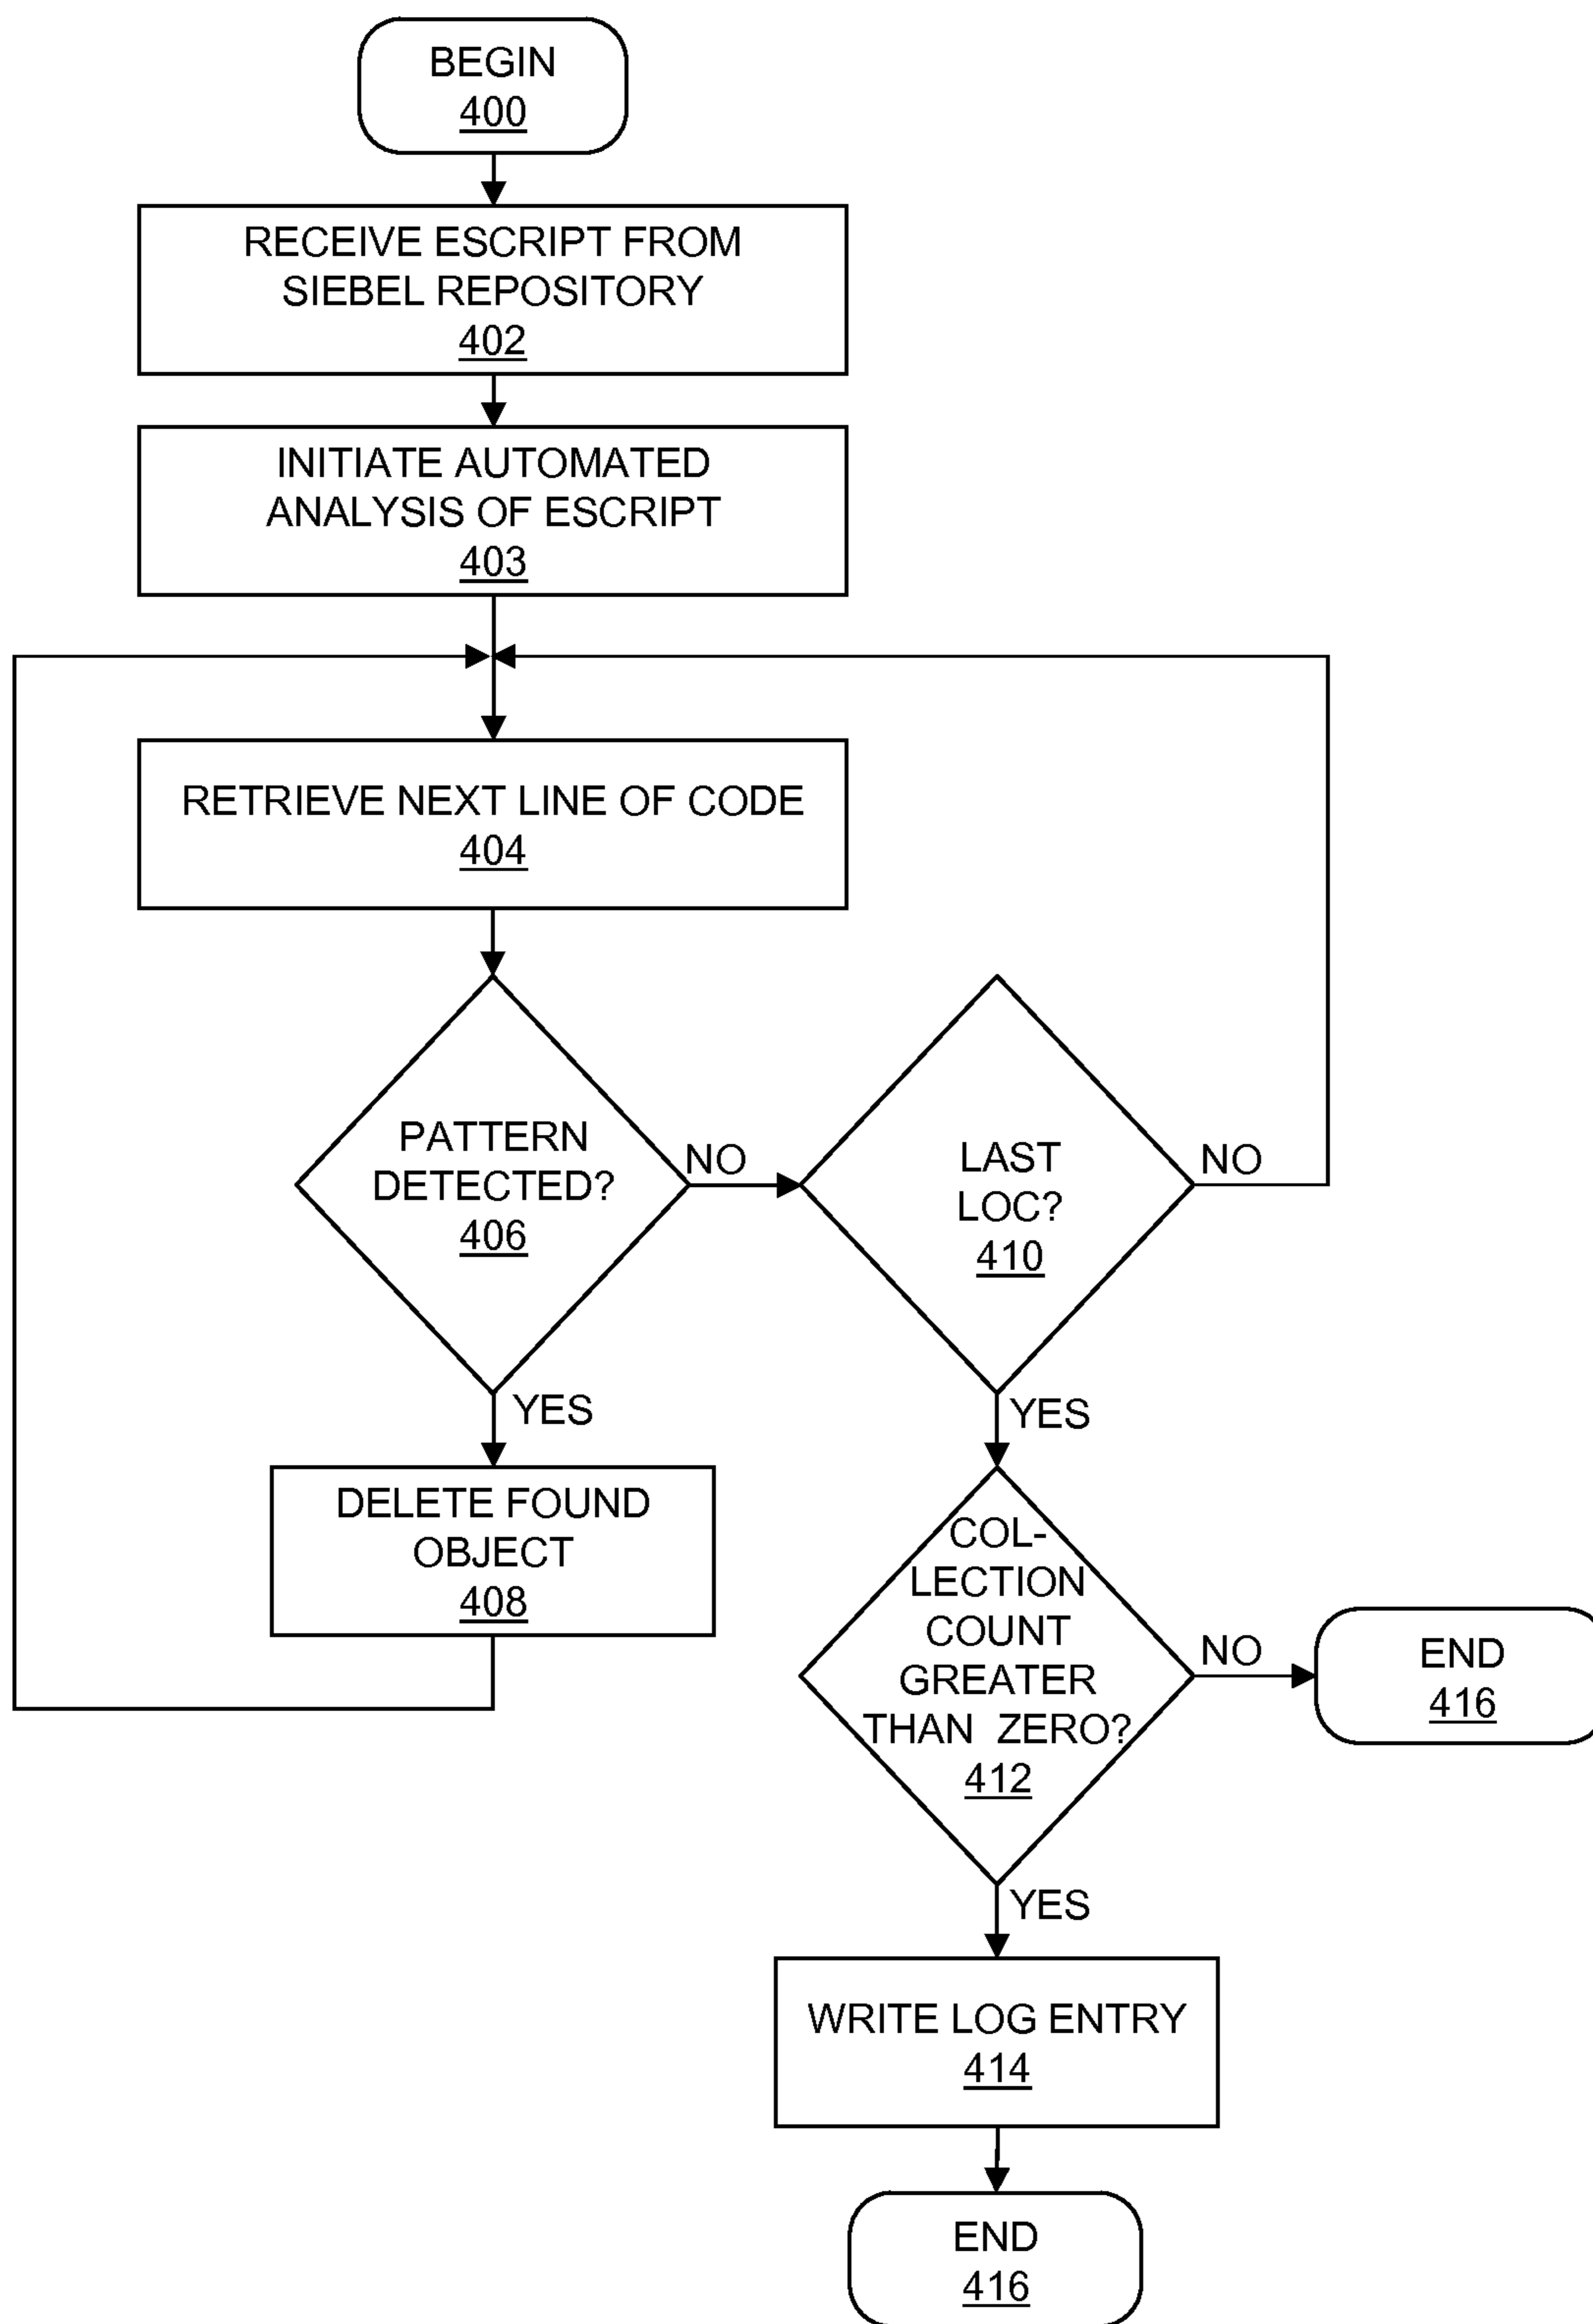 BEGIN
400
RECEIVE ESCRIPT FROM
SIEBEL REPOSITORY
402
INITIATE AUTOMATED
ANALYSIS OF ESCRIPT
403
RETRIEVE NEXT LINE OF CODE
404
PATTERN
DETECTED?
406
NO
LAST
LOC?
410
NO
YES
YES
DELETE FOUND
OBJECT
408
COL-
LECTION
COUNT
GREATER
THAN ZERO?
412
NO
END
416
YES
WRITE LOG ENTRY
414
END
416